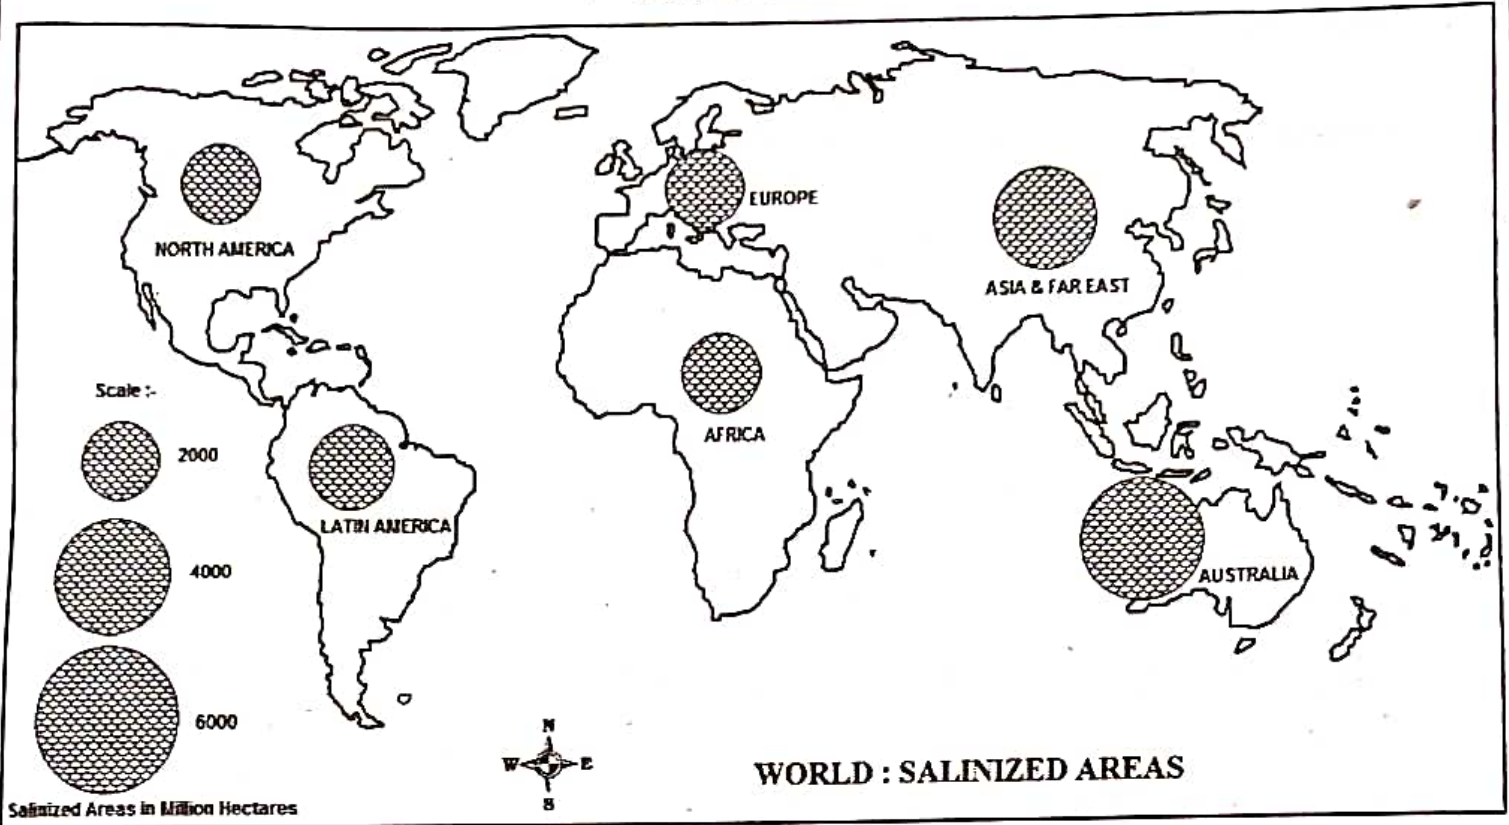 NORTH AMERICA
EUROPE
ASIA & FAR EAST
Scale :-
2000
AFRICA
LATIN AMERICA
4000
AUSTRALIA
6000
N
W E
S
WORLD : SALINIZED AREAS
Salinized Areas in Million Hectares